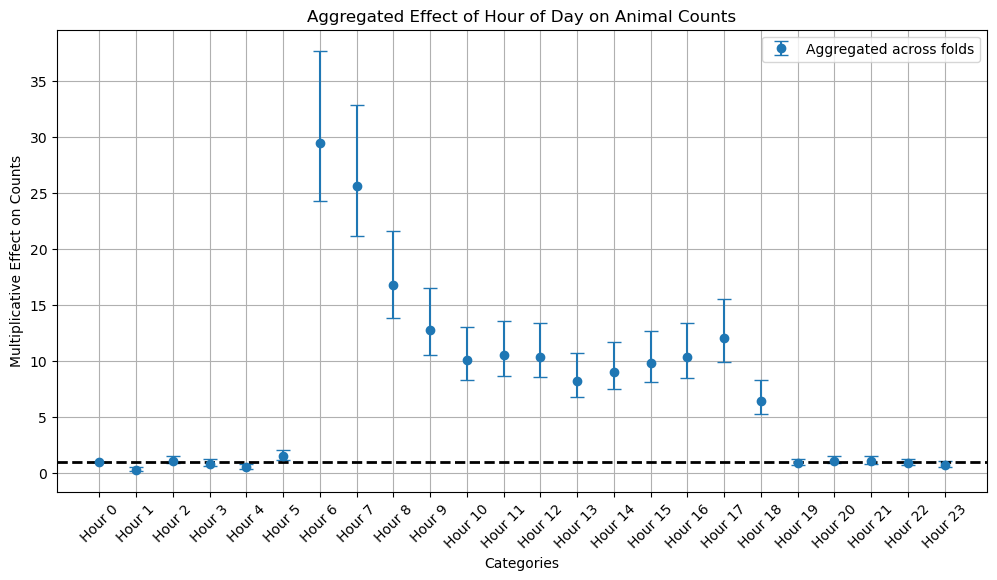 Aggregated Effect of Hour of Day on Animal Counts
Aggregated across folds
Multiplicative Effect on Counts
35
30
25
20
15
10
5
0
Hour 0
Hour 1
Hour 2
Hour 3
Hour 4
Hour 5
Hour 6
Hour 7
Hour 8
Hour 9
Hour 10
Hour 11
Hour 12
Hour 13
Hour 14
Hour 15
Hour 16
Hour 17
Hour 18
Hour 19
Hour 20
Hour 21
Hour 22
Hour 23
Categories